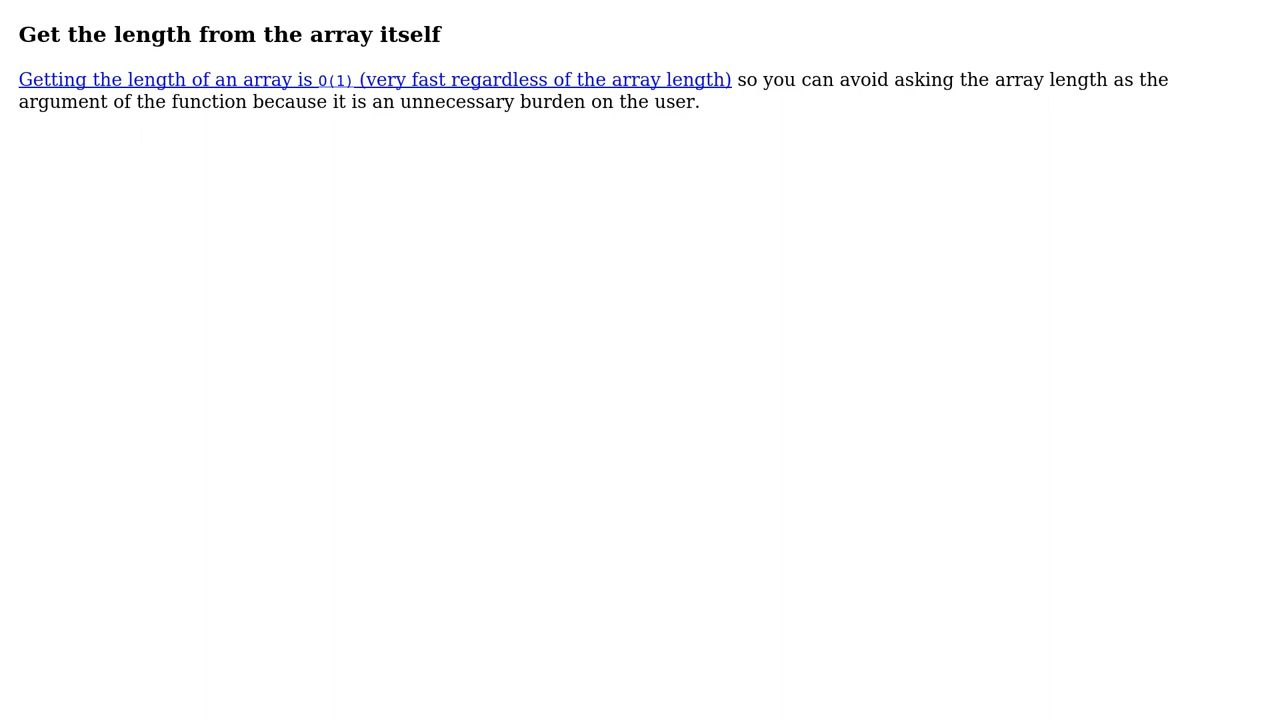 Get the length from the array itself
Getting the length of an array is O(1) (very fast regardless of the array length) so you can avoid asking the array length as the
argument of the function because it is an unnecessary burden on the user.